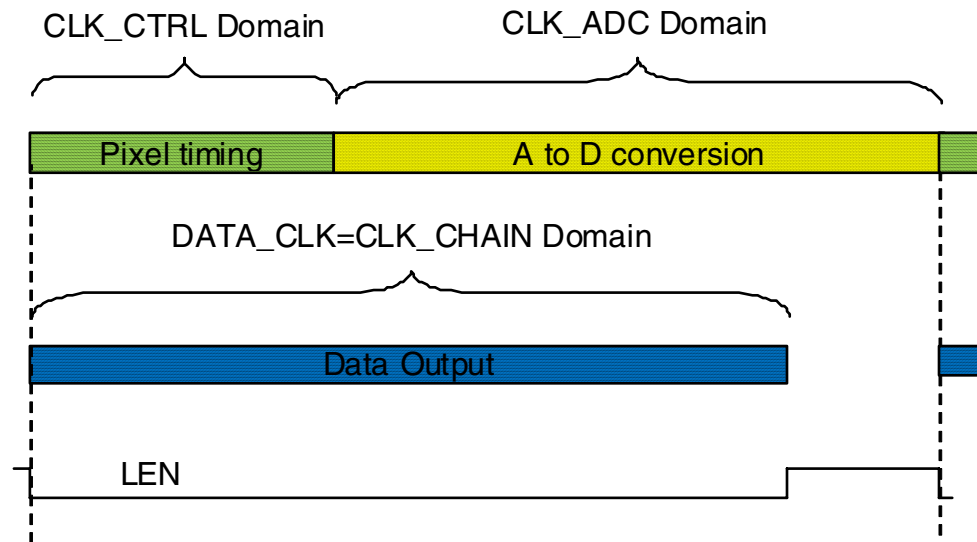 CLK_CTRL Domain
CLK_ADC Domain
Pixel timing
A to D conversion
DATA_CLK=CLK_CHAIN Domain
Data Output
LEN